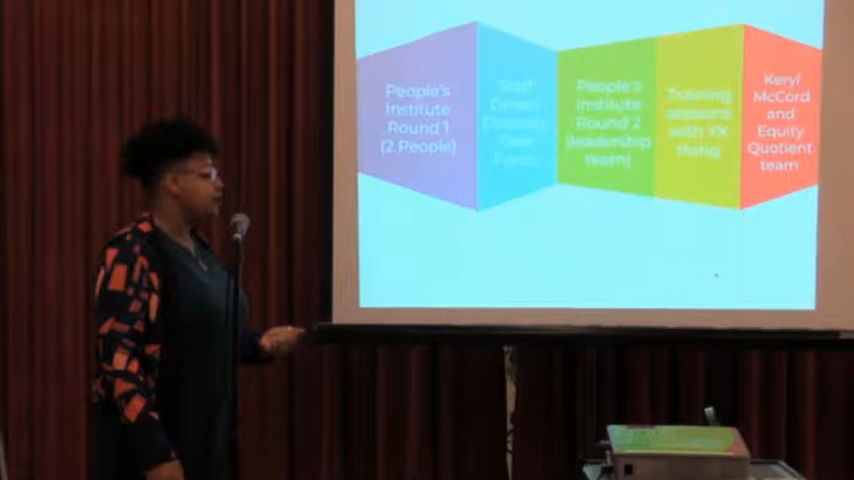 People's
Institute
Round 1
(2 People)
Staff
Driven
Diversity
Task
Force
People's
Institute
Round 2
(leadership
team)
Training
sessions
with YK
Hong
Keryl
McCord
and
Equity
Quotient
team